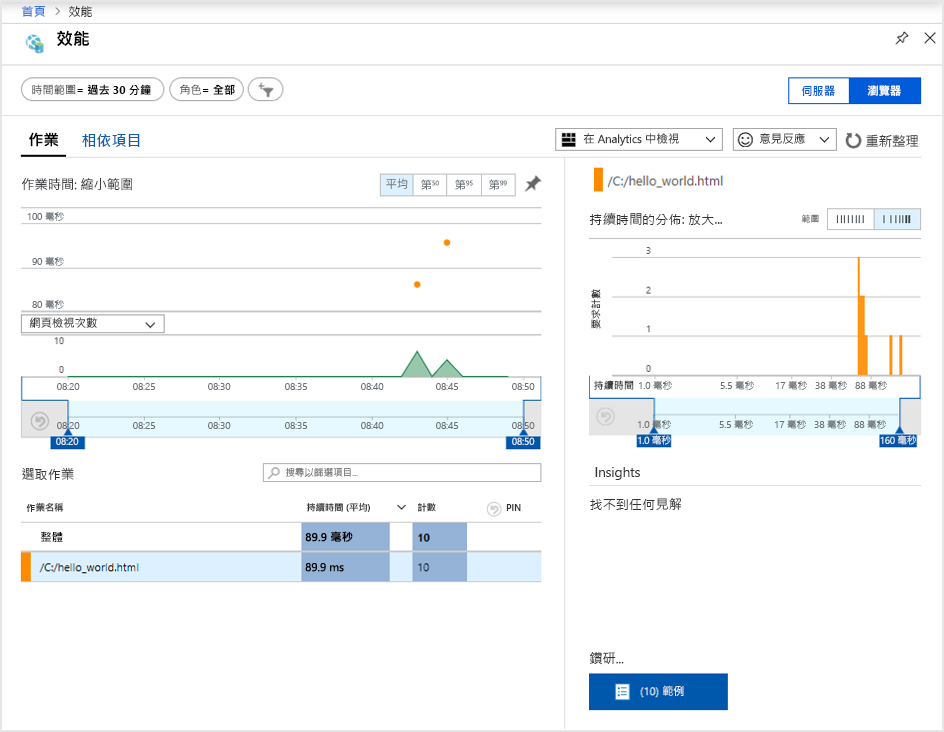 首頁 > 效能
效能
時間範圍= 過去 30 分鐘
角色= 全部
伺服器
瀏覽器
作業
相依項目
在 Analytics 中檢視
意見反應
重新整理
作業時間: 縮小範圍
平均
第50
第95
第99
100 毫秒
90 毫秒
80 毫秒
網頁檢視次數
10
0
08:20 08:25 08:30 08:35 08:40 08:45 08:50
08:20 08:25 08:30 08:35 08:40 08:45 08:50
08:20
08:50
選取作業
搜尋以篩選項目...
作業名稱 持續時間 (平均) 計數 PIN
整體 89.9 毫秒 10
/C:/hello_world.html 89.9 ms 10
/C:/hello_world.html
持續時間的分佈: 放大...
範圍
要求計數
3
2
1
0
持續時間 1.0 毫秒 5.5 毫秒 17 毫秒 38 毫秒 88 毫秒
1.0 毫秒 5.5 毫秒 17 毫秒 38 毫秒 88 毫秒
1.0 毫秒
160 毫秒
Insights
找不到任何見解
鑽研...
(10) 範例